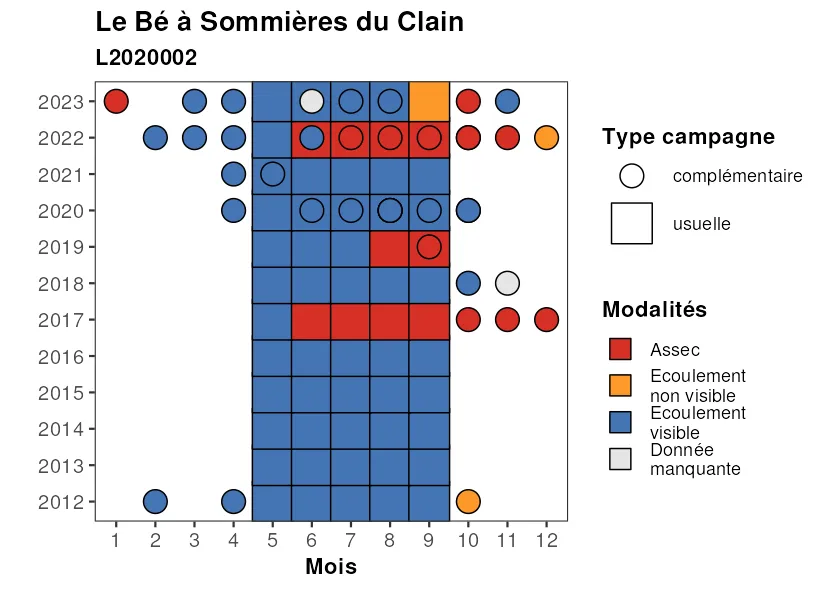 Le Bé à Sommières du Clain
L2020002
2023
2022
2021
2020
2019
2018
2017
2016
2015
2014
2013
2012
1 2 3 4 5 6 7 8 9 10 11 12
Mois
Type campagne
complémentaire
usuelle
Modalités
Assec
Ecoulement
non visible
Ecoulement
visible
Donnée
manquante